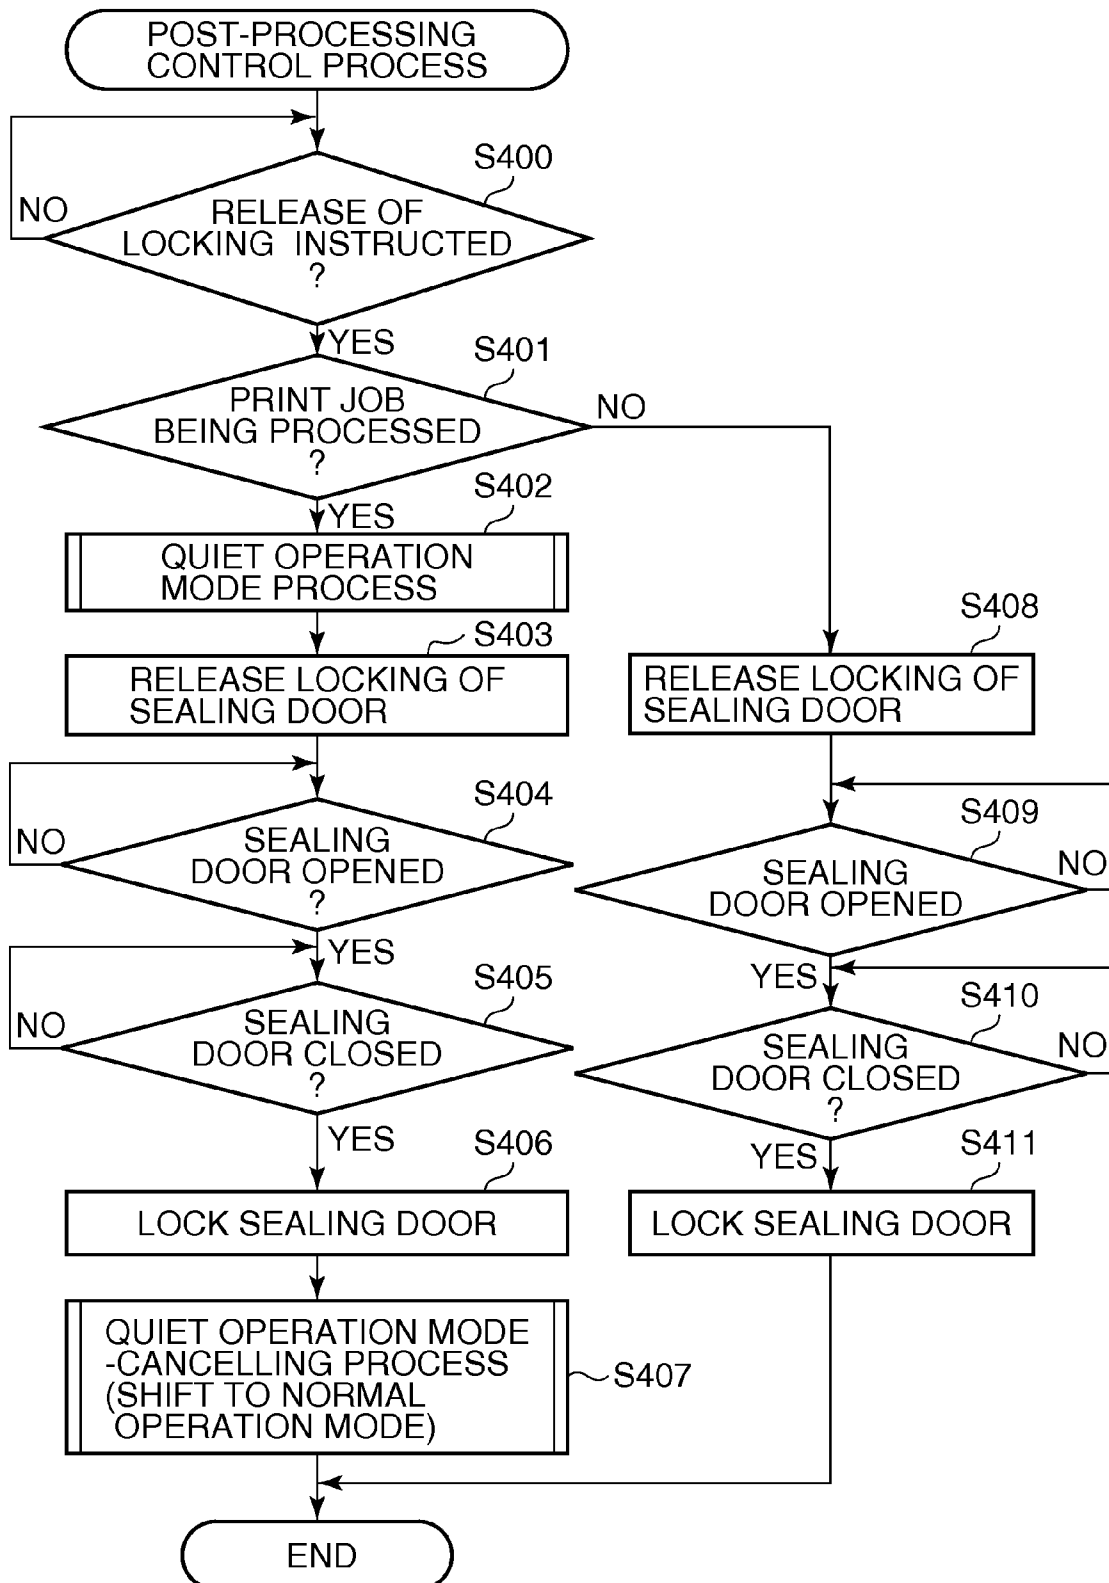 POST-PROCESSING
CONTROL PROCESS
S400
NO
RELEASE OF
LOCKING INSTRUCTED
?
YES
S401
PRINT JOB
BEING PROCESSED
?
NO
YES
S402
QUIET OPERATION
MODE PROCESS
S403
RELEASE LOCKING OF
SEALING DOOR
S404
NO
SEALING
DOOR OPENED
?
YES
S405
NO
SEALING
DOOR CLOSED
?
YES
S406
LOCK SEALING DOOR
QUIET OPERATION MODE
-CANCELLING PROCESS
(SHIFT TO NORMAL
OPERATION MODE)
S407
S408
RELEASE LOCKING OF
SEALING DOOR
S409
SEALING
DOOR OPENED
NO
YES
S410
SEALING
DOOR CLOSED
?
NO
YES
S411
LOCK SEALING DOOR
END